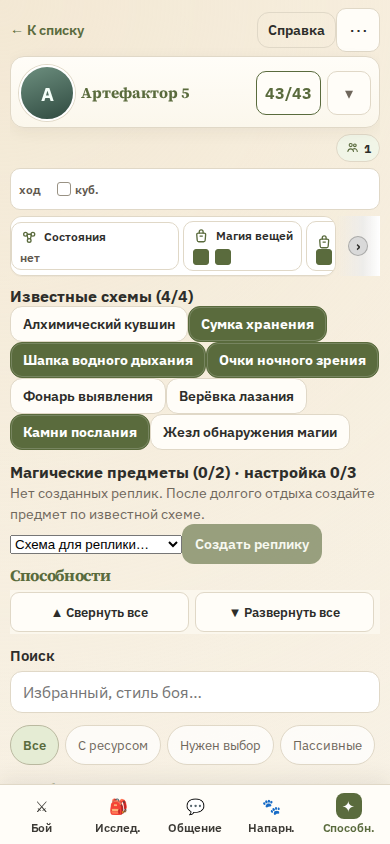 ← К списку
Справка
...
А
Артефактор 5
43/43
▼
1
ход
куб.
Состояния
нет
Магия вещей
›
Известные схемы (4/4)
Алхимический кувшин
Сумка хранения
Шапка водного дыхания
Очки ночного зрения
Фонарь выявления
Верёвка лазания
Камни послания
Жезл обнаружения магии
Магические предметы (0/2) · настройка 0/3
Нет созданных реплик. После долгого отдыха создайте
предмет по известной схеме.
Схема для реплики...
Создать реплику
Способности
▲ Свернуть все
▼ Развернуть все
Поиск
Избранный, стиль боя...
Все
С ресурсом
Нужен выбор
Пассивные
Бой
Исслед.
Общение
Напарн.
Способн.